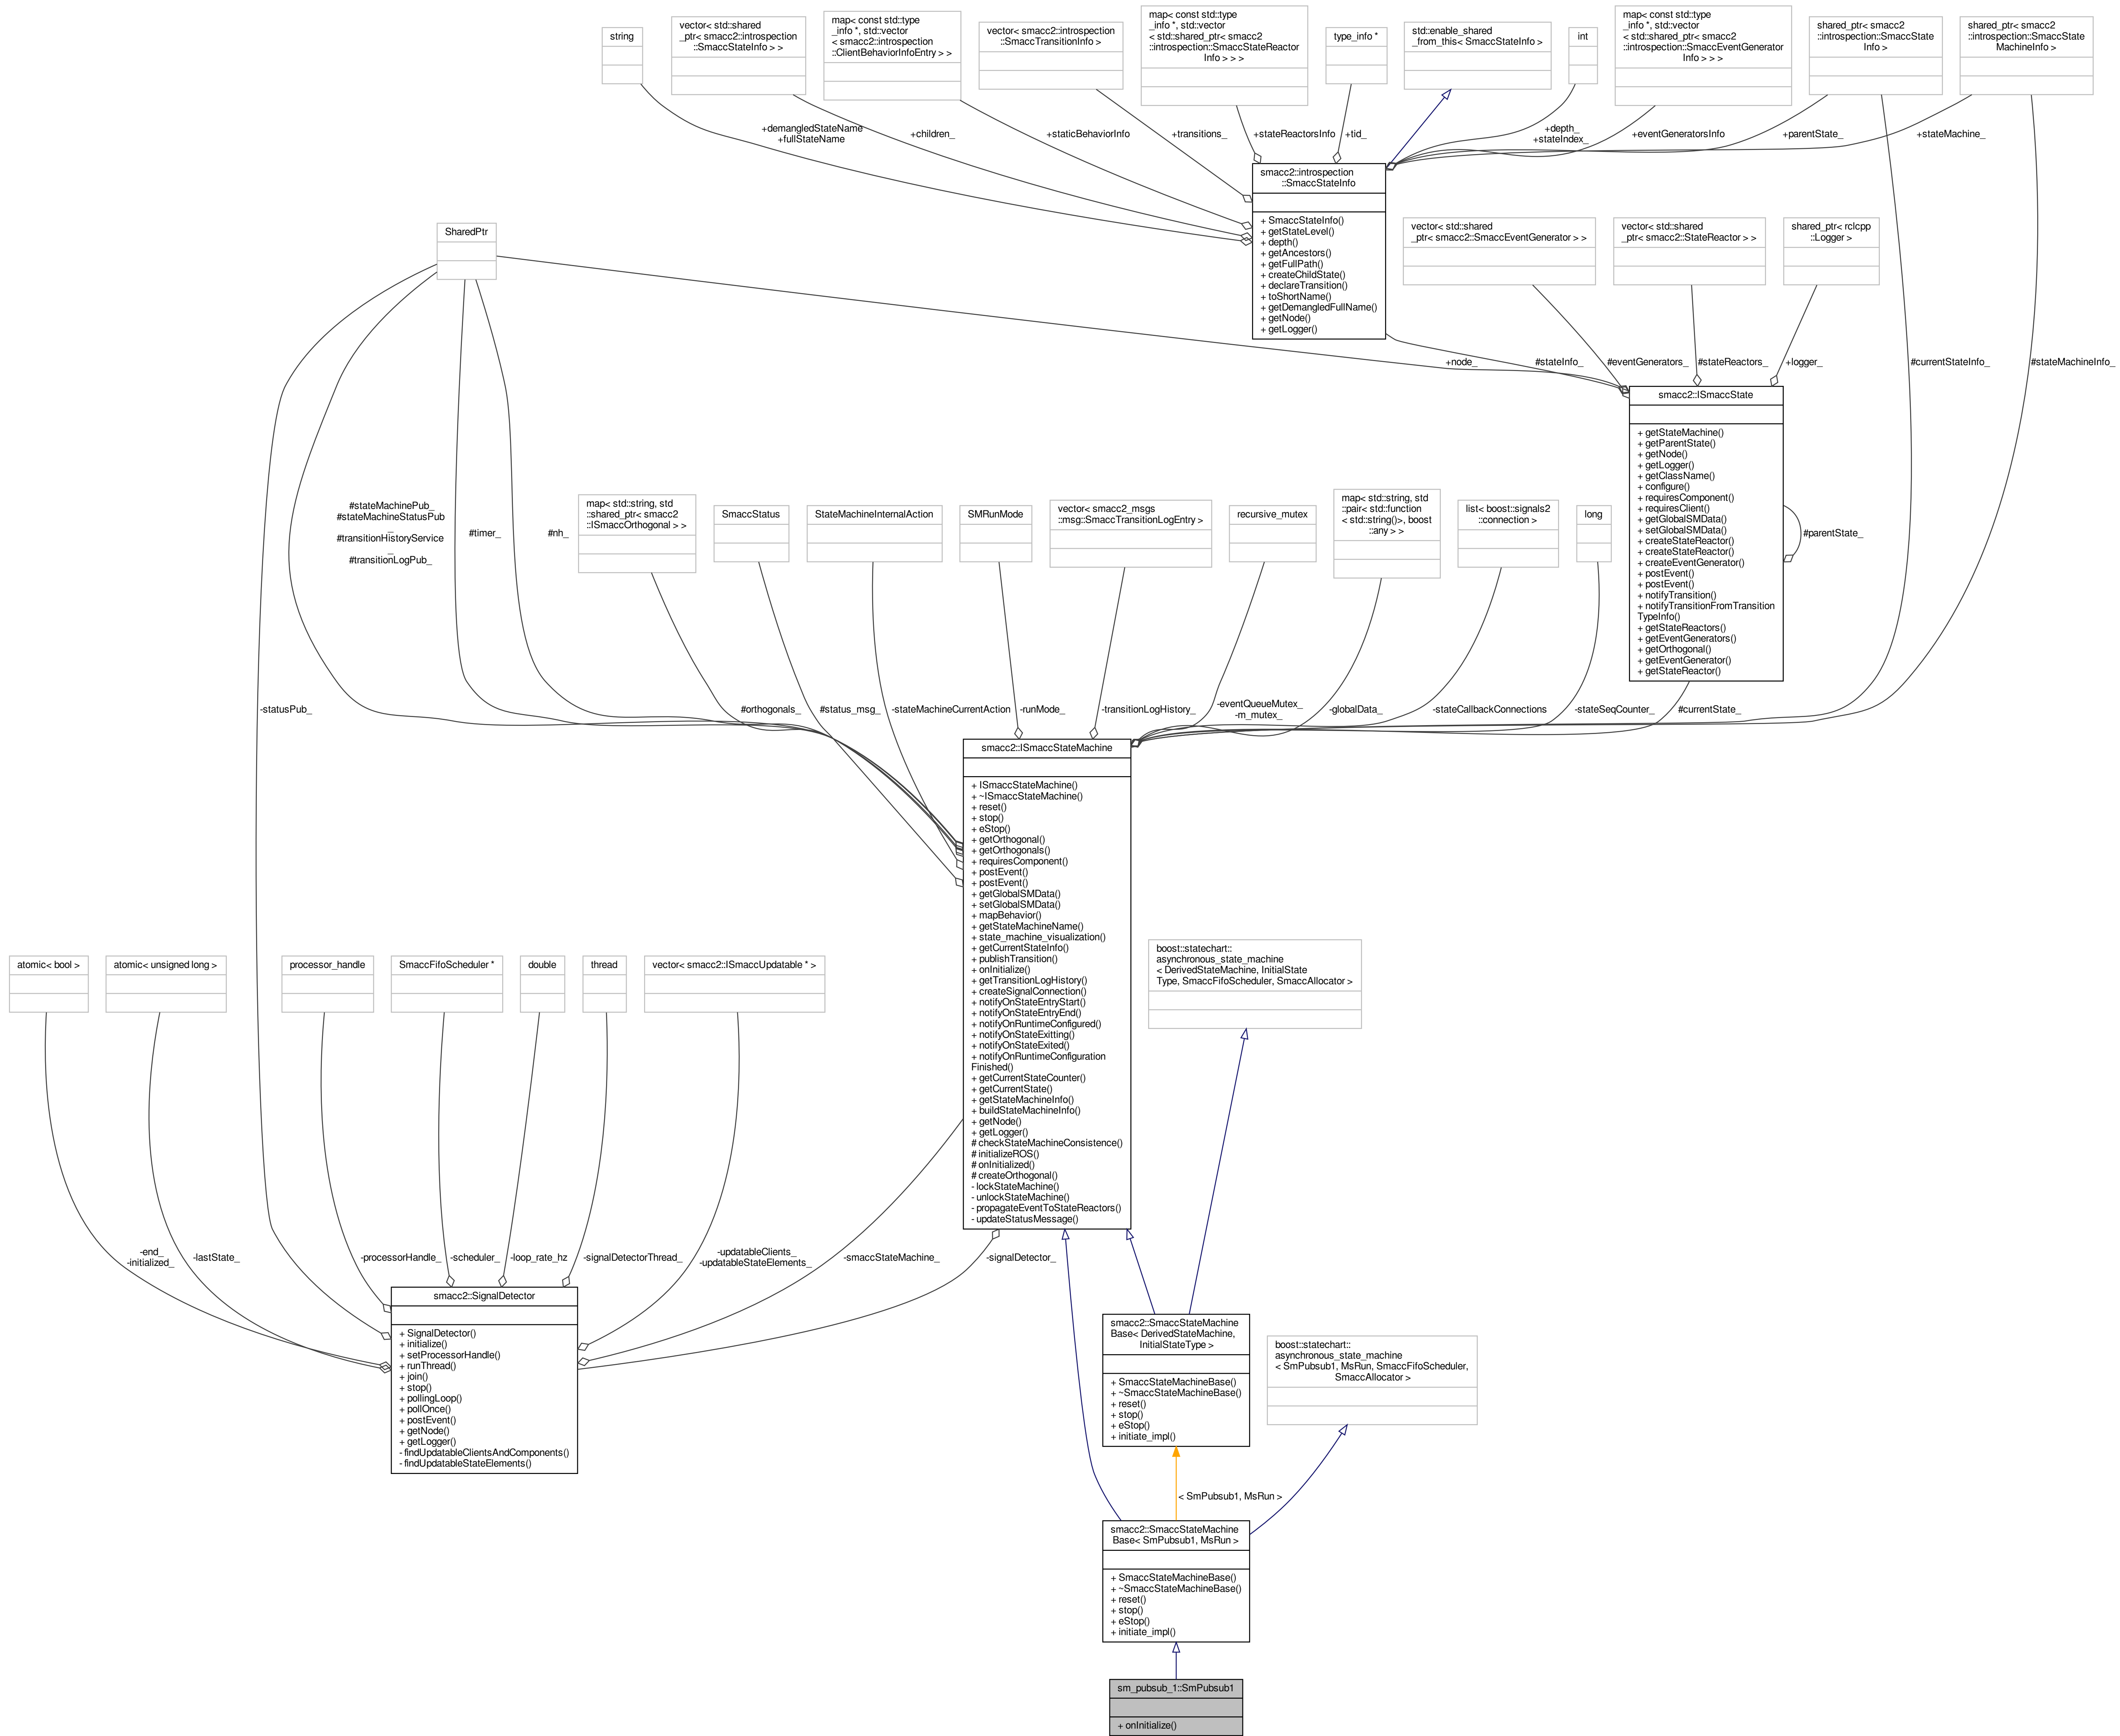 string
vector< std::shared
_ptr< smacc2::introspection
::SmaccStateInfo > >
map< const std::type
_info *, std::vector
< smacc2::introspection
::ClientBehaviorInfoEntry > >
vector< smacc2::introspection
::SmaccTransitionInfo >
map< const std::type
_info *, std::vector
< std::shared_ptr< smacc2
::introspection::SmaccStateReactor
Info > > >
type_info *
std::enable_shared
_from_this< SmaccStateInfo >
int
map< const std::type
_info *, std::vector
< std::shared_ptr< smacc2
::introspection::SmaccEventGenerator
Info > > >
shared_ptr< smacc2
::introspection::SmaccState
Info >
shared_ptr< smacc2
::introspection::SmaccState
MachineInfo >
+demangledStateName
+fullStateName
+children_
+staticBehaviorInfo
+transitions_
+stateReactorsInfo
+tid_
+depth_
+stateIndex_
+eventGeneratorsInfo
+parentState_
+stateMachine_
smacc2::introspection
::SmaccStateInfo
+ SmaccStateInfo()
+ getStateLevel()
+ depth()
+ getAncestors()
+ getFullPath()
+ createChildState()
+ declareTransition()
+ toShortName()
+ getDemangledFullName()
+ getNode()
+ getLogger()
SharedPtr
vector< std::shared
_ptr< smacc2::SmaccEventGenerator > >
vector< std::shared
_ptr< smacc2::StateReactor > >
shared_ptr< rclcpp
::Logger >
+node_
#stateInfo_
#eventGenerators_
#stateReactors_
+logger_
#currentStateInfo_
#stateMachineInfo_
smacc2::ISmaccState
+ getStateMachine()
+ getParentState()
+ getNode()
+ getLogger()
+ getClassName()
+ configure()
+ requiresComponent()
+ requiresClient()
+ getGlobalSMData()
+ setGlobalSMData()
+ createStateReactor()
+ createStateReactor()
+ createEventGenerator()
+ postEvent()
+ postEvent()
+ notifyTransition()
+ notifyTransitionFromTransition
TypeInfo()
+ getStateReactors()
+ getEventGenerators()
+ getOrthogonal()
+ getEventGenerator()
+ getStateReactor()
#parentState_
#stateMachinePub_
#stateMachineStatusPub
_
#transitionHistoryService
_
#transitionLogPub_
#timer_
#nh_
map< std::string, std
::shared_ptr< smacc2
::ISmaccOrthogonal > >
SmaccStatus
StateMachineInternalAction
SMRunMode
vector< smacc2_msgs
::msg::SmaccTransitionLogEntry >
recursive_mutex
map< std::string, std
::pair< std::function
< std::string()>, boost
::any > >
list< boost::signals2
::connection >
long
-statusPub_
#orthogonals_
#status_msg_
-stateMachineCurrentAction
-runMode_
-transitionLogHistory_
-eventQueueMutex_
-m_mutex_
-globalData_
-stateCallbackConnections
-stateSeqCounter_
#currentState_
smacc2::ISmaccStateMachine
+ ISmaccStateMachine()
+ ~ISmaccStateMachine()
+ reset()
+ stop()
+ eStop()
+ getOrthogonal()
+ getOrthogonals()
+ requiresComponent()
+ postEvent()
+ postEvent()
+ getGlobalSMData()
+ setGlobalSMData()
+ mapBehavior()
+ getStateMachineName()
+ state_machine_visualization()
+ getCurrentStateInfo()
+ publishTransition()
+ onInitialize()
+ getTransitionLogHistory()
+ createSignalConnection()
+ notifyOnStateEntryStart()
+ notifyOnStateEntryEnd()
+ notifyOnRuntimeConfigured()
+ notifyOnStateExitting()
+ notifyOnStateExited()
+ notifyOnRuntimeConfiguration
Finished()
+ getCurrentStateCounter()
+ getCurrentState()
+ getStateMachineInfo()
+ buildStateMachineInfo()
+ getNode()
+ getLogger()
# checkStateMachineConsistence()
# initializeROS()
# onInitialized()
# createOrthogonal()
- lockStateMachine()
- unlockStateMachine()
- propagateEventToStateReactors()
- updateStatusMessage()
atomic< bool >
atomic< unsigned long >
processor_handle
SmaccFifoScheduler *
double
thread
vector< smacc2::ISmaccUpdatable * >
boost::statechart::
asynchronous_state_machine
< DerivedStateMachine, InitialState
Type, SmaccFifoScheduler, SmaccAllocator >
-end_
-initialized_
-lastState_
-processorHandle_
-scheduler_
-loop_rate_hz
-signalDetectorThread_
-updatableClients_
-updatableStateElements_
-smaccStateMachine_
-signalDetector_
smacc2::SignalDetector
+ SignalDetector()
+ initialize()
+ setProcessorHandle()
+ runThread()
+ join()
+ stop()
+ pollingLoop()
+ pollOnce()
+ postEvent()
+ getNode()
+ getLogger()
- findUpdatableClientsAndComponents()
- findUpdatableStateElements()
smacc2::SmaccStateMachine
Base< DerivedStateMachine,
InitialStateType >
+ SmaccStateMachineBase()
+ ~SmaccStateMachineBase()
+ reset()
+ stop()
+ eStop()
+ initiate_impl()
boost::statechart::
asynchronous_state_machine
< SmPubsub1, MsRun, SmaccFifoScheduler,
SmaccAllocator >
< SmPubsub1, MsRun >
smacc2::SmaccStateMachine
Base< SmPubsub1, MsRun >
+ SmaccStateMachineBase()
+ ~SmaccStateMachineBase()
+ reset()
+ stop()
+ eStop()
+ initiate_impl()
sm_pubsub_1::SmPubsub1
+ onInitialize()